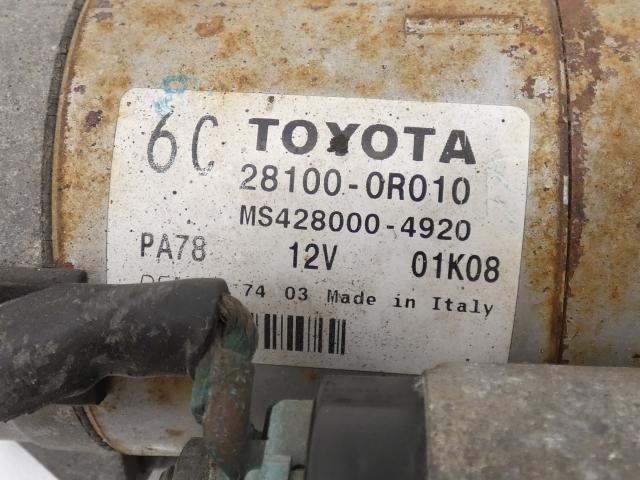 6C TOYOTA
28100-0R010
MS428000-4920
PA78 12V 01K08
74 03 Made in Italy